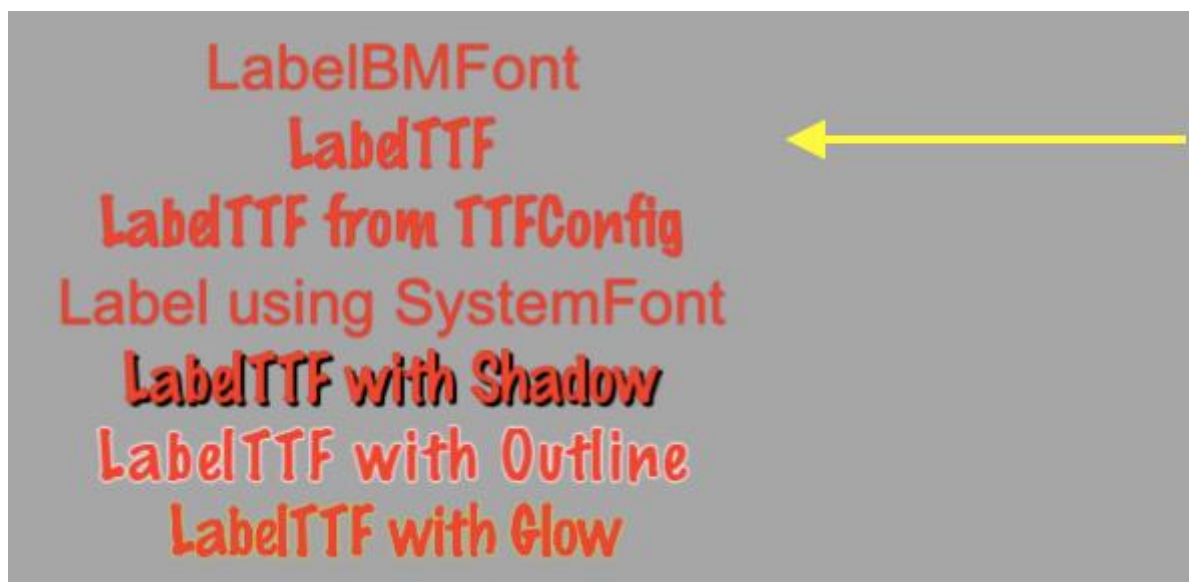 LabelBMFont
LabelTTF
LabelTTF from TTFConfig
Label using SystemFont
LabelTTF with Shadow
LabelTTF with Outline
LabelTTF with Glow